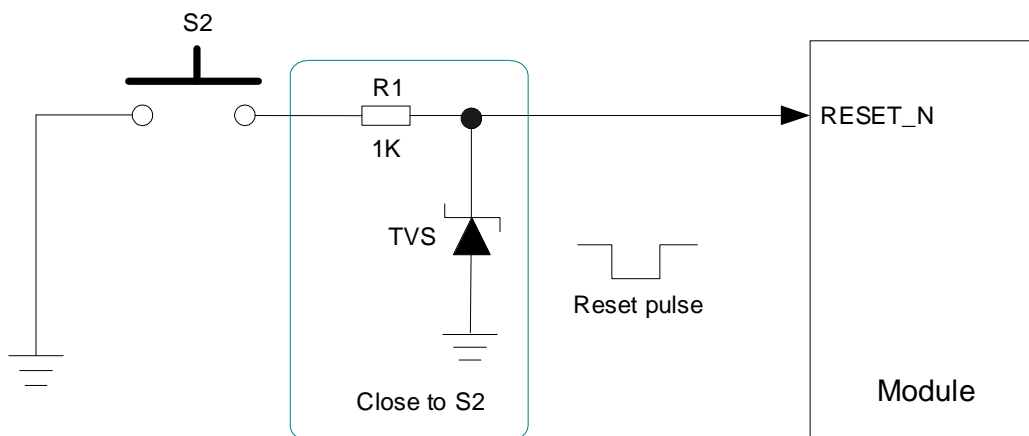 S2
R1
1K
RESET_N
TVS
Reset pulse
Close to S2
Module